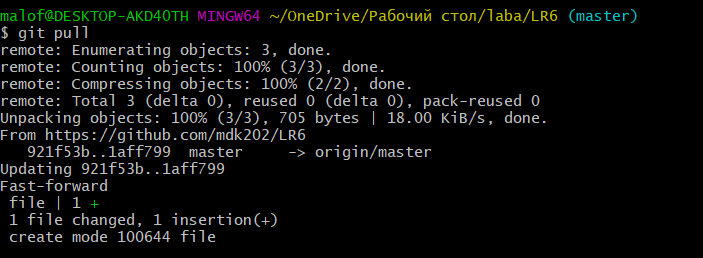 malof@DESKTOP-AKD40TH MINGW64 ~/OneDrive/Рабочий стол/laba/LR6 (master)
$ git pull
remote: Enumerating objects: 3, done.
remote: Counting objects: 100% (3/3), done.
remote: Compressing objects: 100% (2/2), done.
remote: Total 3 (delta 0), reused 0 (delta 0), pack-reused 0
Unpacking objects: 100% (3/3), 705 bytes | 18.00 KiB/s, done.
From https://github.com/mdk202/LR6
   921f53b..1aff799  master     -> origin/master
Updating 921f53b..1aff799
Fast-forward
 file | 1 +
 1 file changed, 1 insertion(+)
 create mode 100644 file